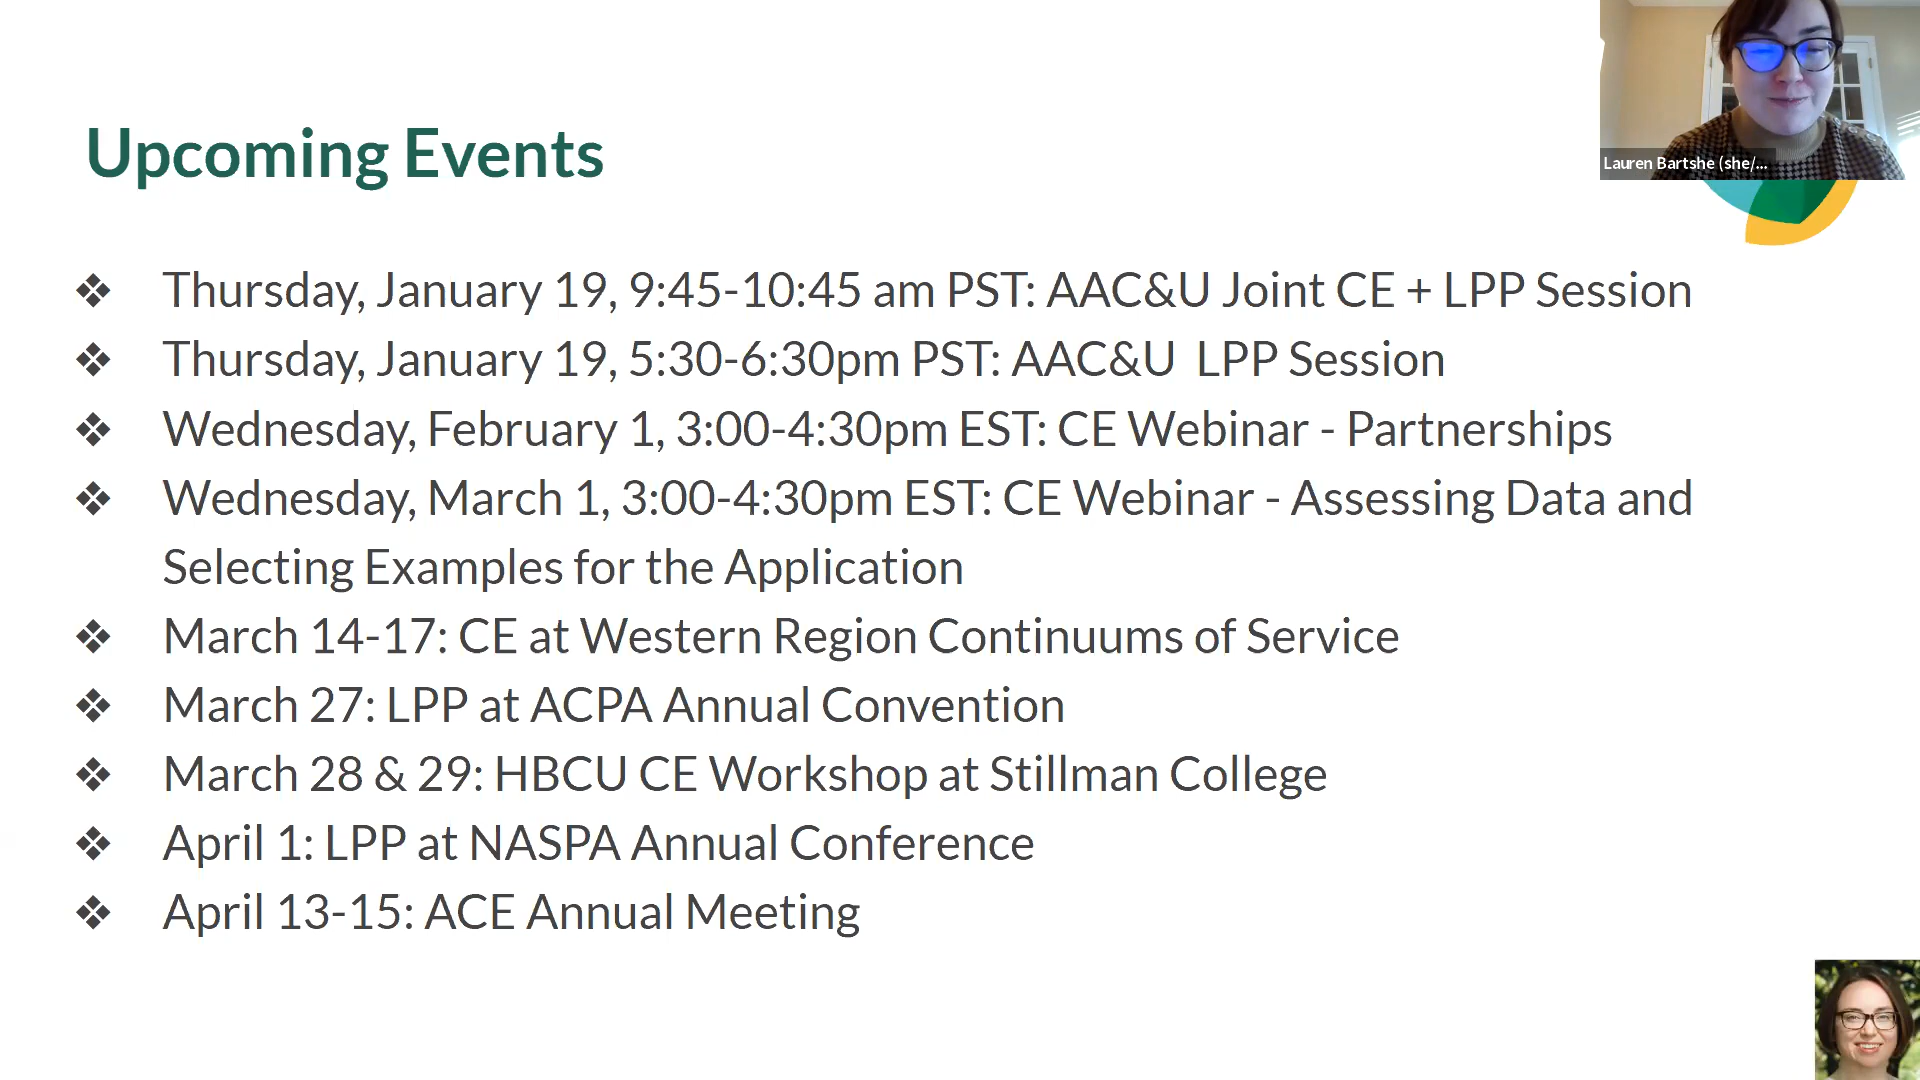 Lauren Bartshe (she/...
Upcoming Events
❖ Thursday, January 19, 9:45-10:45 am PST: AAC&U Joint CE + LPP Session
❖ Thursday, January 19, 5:30-6:30pm PST: AAC&U LPP Session
❖ Wednesday, February 1, 3:00-4:30pm EST: CE Webinar - Partnerships
❖ Wednesday, March 1, 3:00-4:30pm EST: CE Webinar - Assessing Data and
Selecting Examples for the Application
❖ March 14-17: CE at Western Region Continuums of Service
❖ March 27: LPP at ACPA Annual Convention
❖ March 28 & 29: HBCU CE Workshop at Stillman College
❖ April 1: LPP at NASPA Annual Conference
❖ April 13-15: ACE Annual Meeting